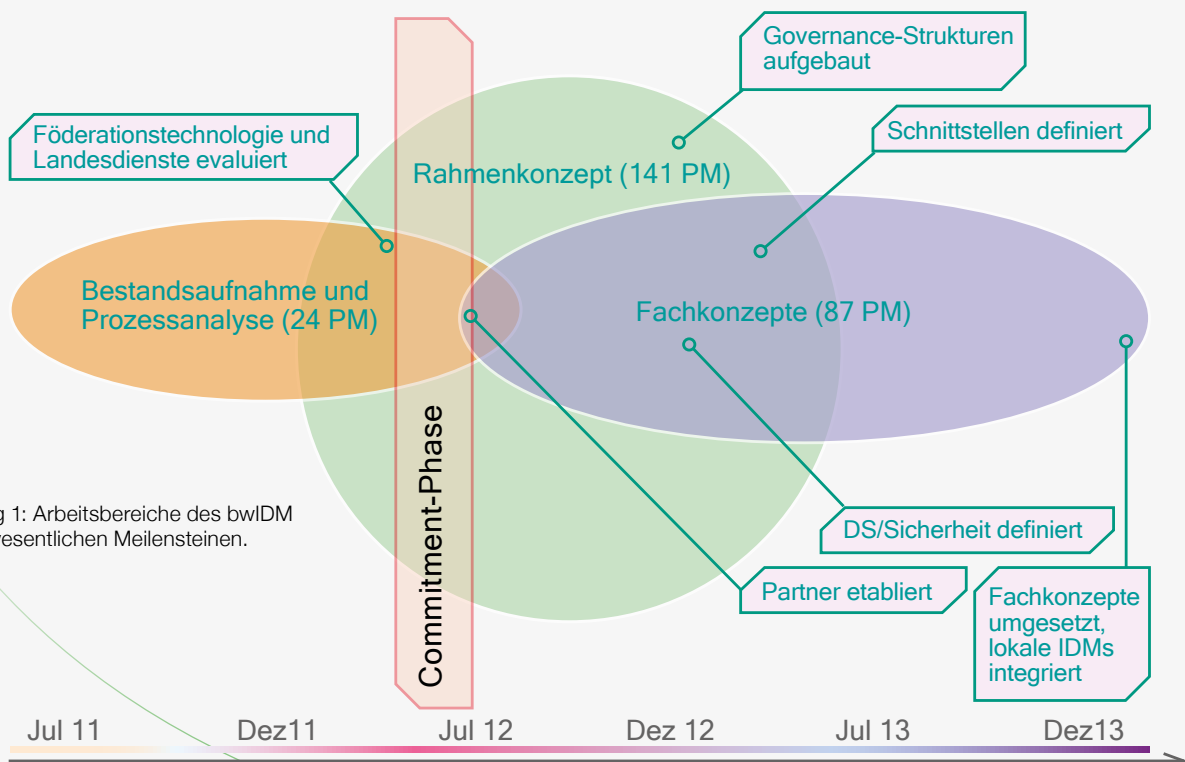 Governance-Strukturen
aufgebaut
Föderationstechnologie und
Landesdienste evaluiert
Schnittstellen definiert
Rahmenkonzept (141 PM)
Bestandsaufnahme und
Prozessanalyse (24 PM)
Fachkonzepte (87 PM)
Commitment-Phase
g 1: Arbeitsbereiche des bwIDM
esentlichen Meilensteinen.
DS/Sicherheit definiert
Partner etabliert
Fachkonzepte
umgesetzt,
lokale IDMs
integriert
Jul 11 Dez11 Jul 12 Dez 12 Jul 13 Dez13